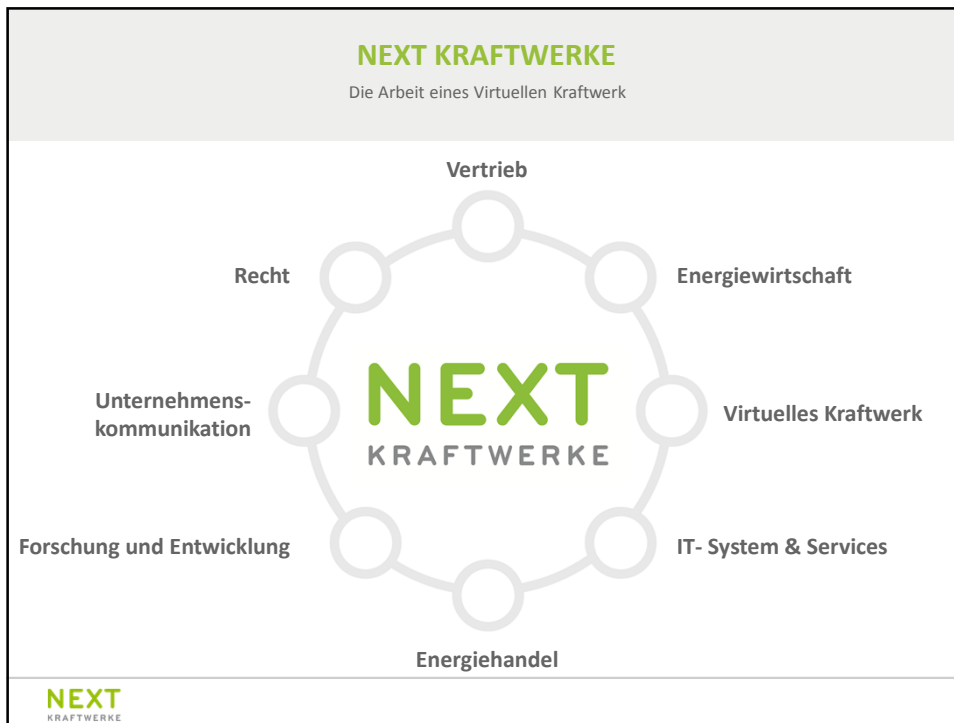 NEXT KRAFTWERKE
Die Arbeit eines Virtuellen Kraftwerk
Vertrieb
Recht
Energiewirtschaft
NEXT
KRAFTWERKE
Unternehmens-
kommunikation
Virtuelles Kraftwerk
Forschung und Entwicklung
IT- System & Services
Energiehandel
NEXT
KRAFTWERKE